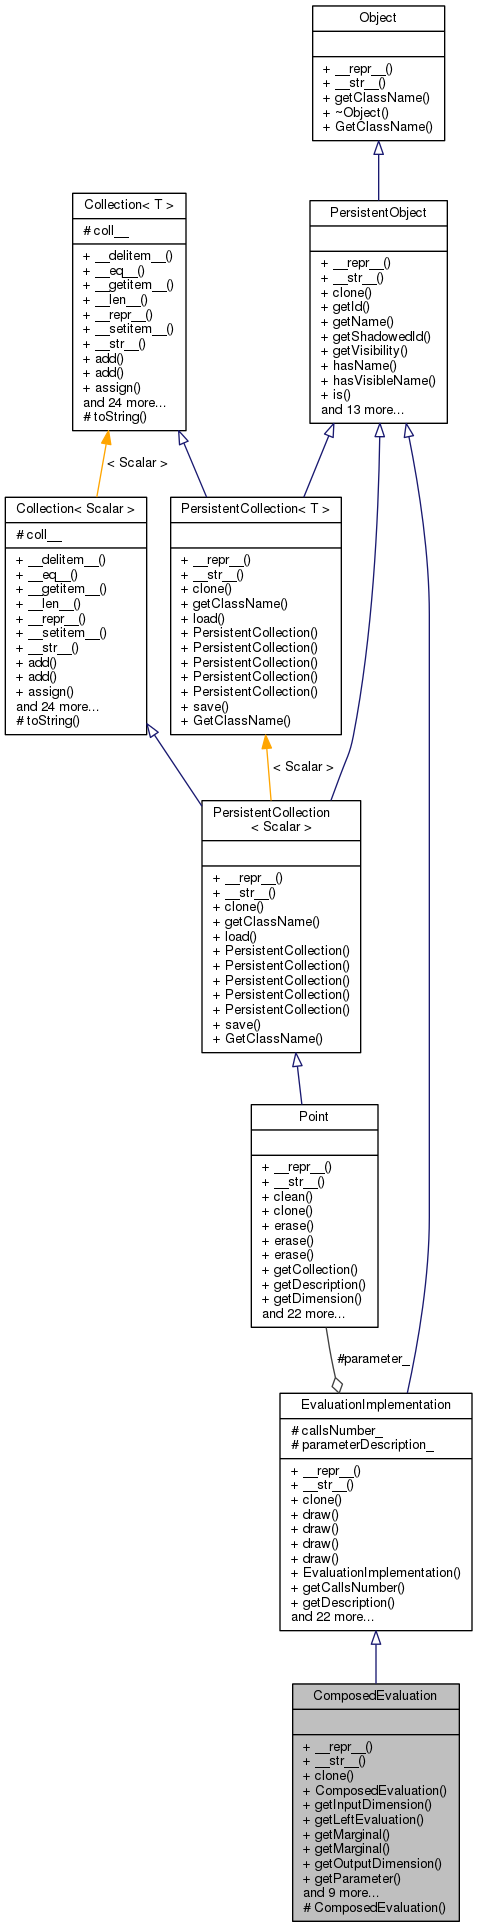 Object
+ __repr__()
+ __str__()
+ getClassName()
+ ~Object()
+ GetClassName()
Collection< T >
# coll__
+ __delitem__()
+ __eq__()
+ __getitem__()
+ __len__()
+ __repr__()
+ __setitem__()
+ __str__()
+ add()
+ add()
+ assign()
and 24 more...
# toString()
PersistentObject
+ __repr__()
+ __str__()
+ clone()
+ getId()
+ getName()
+ getShadowedId()
+ getVisibility()
+ hasName()
+ hasVisibleName()
+ is()
and 13 more...
< Scalar >
Collection< Scalar >
# coll__
+ __delitem__()
+ __eq__()
+ __getitem__()
+ __len__()
+ __repr__()
+ __setitem__()
+ __str__()
+ add()
+ add()
+ assign()
and 24 more...
# toString()
PersistentCollection< T >
+ __repr__()
+ __str__()
+ clone()
+ getClassName()
+ load()
+ PersistentCollection()
+ PersistentCollection()
+ PersistentCollection()
+ PersistentCollection()
+ PersistentCollection()
+ save()
+ GetClassName()
< Scalar >
PersistentCollection
< Scalar >
+ __repr__()
+ __str__()
+ clone()
+ getClassName()
+ load()
+ PersistentCollection()
+ PersistentCollection()
+ PersistentCollection()
+ PersistentCollection()
+ PersistentCollection()
+ save()
+ GetClassName()
Point
+ __repr__()
+ __str__()
+ clean()
+ clone()
+ erase()
+ erase()
+ erase()
+ getCollection()
+ getDescription()
+ getDimension()
and 22 more...
#parameter_
EvaluationImplementation
# callsNumber_
# parameterDescription_
+ __repr__()
+ __str__()
+ clone()
+ draw()
+ draw()
+ draw()
+ draw()
+ EvaluationImplementation()
+ getCallsNumber()
+ getDescription()
and 22 more...
ComposedEvaluation
+ __repr__()
+ __str__()
+ clone()
+ ComposedEvaluation()
+ getInputDimension()
+ getLeftEvaluation()
+ getMarginal()
+ getMarginal()
+ getOutputDimension()
+ getParameter()
and 9 more...
# ComposedEvaluation()